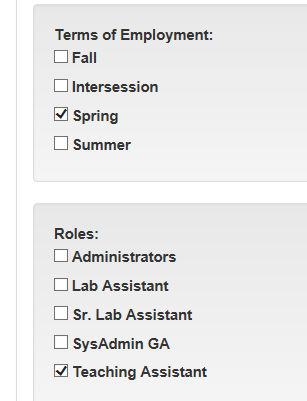 Terms of Employment:
Fall
Intersession
Spring
Summer
Roles:
Administrators
Lab Assistant
Sr. Lab Assistant
SysAdmin GA
Teaching Assistant